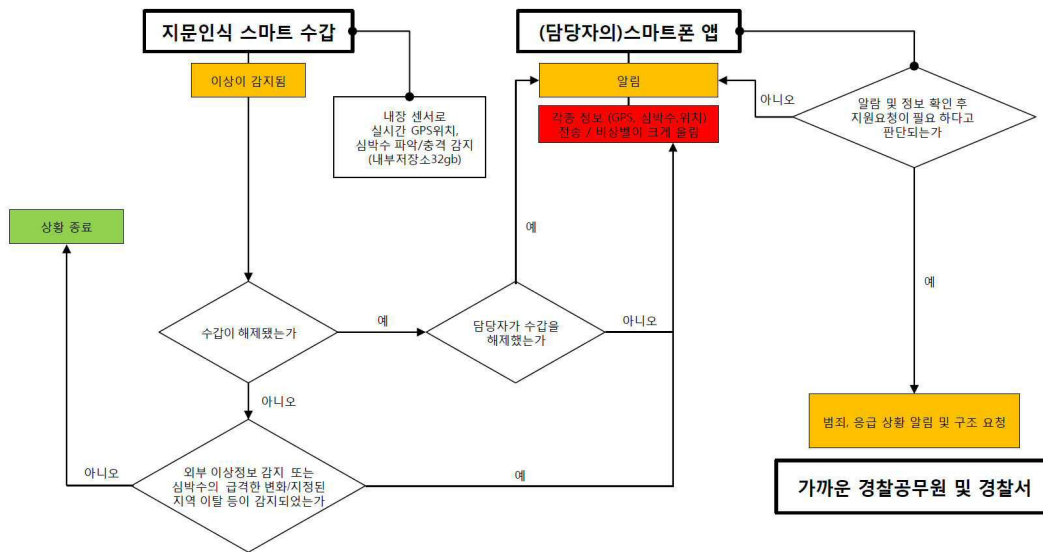 지문인식 스마트 수갑
(담당자의)스마트폰 앱
이상이 감지됨
알림
각종 정보 (GPS, 심박수,위치)
전송 / 비상벨이 크게 울림
내장 센서로
실시간 GPS위치,
심박수 파악/충격 감지
(내부저장소32gb)
아니오
알람 및 정보 확인 후
지원요청이 필요 하다고
판단되는가
상황 종료
예
예
수갑이 해제됐는가
예
담당자가 수갑을
해제했는가
아니오
아니오
범죄, 응급 상황 알림 및 구조 요청
아니오
외부 이상정보 감지 또는
심박수의 급격한 변화/지정된
지역 이탈 등이 감지되었는가
예
가까운 경찰공무원 및 경찰서